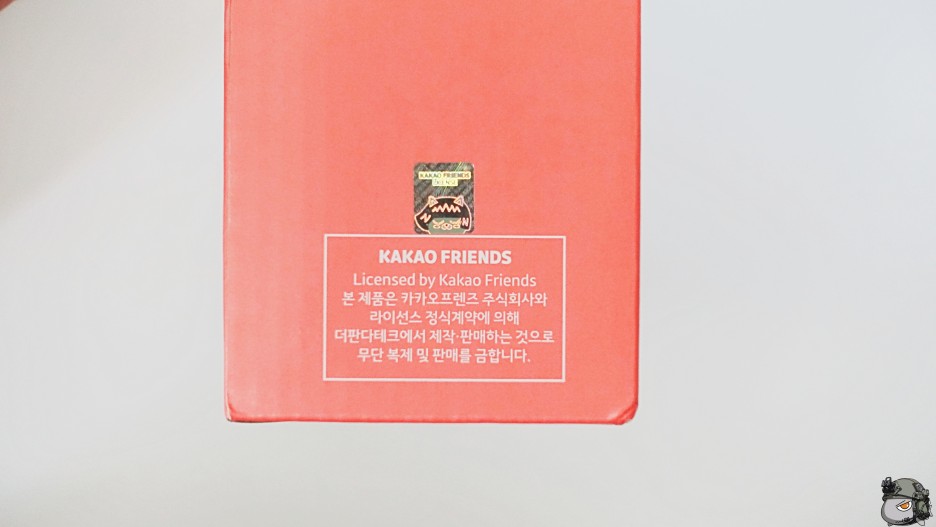 KAKAO FRIENDS
KAKAO FRIENDS
Licensed by Kakao Friends
본 제품은 카카오프렌즈 주식회사와
라이선스 정식계약에 의해
더판다테크에서 제작·판매하는 것으로
무단 복제 및 판매를 금합니다.